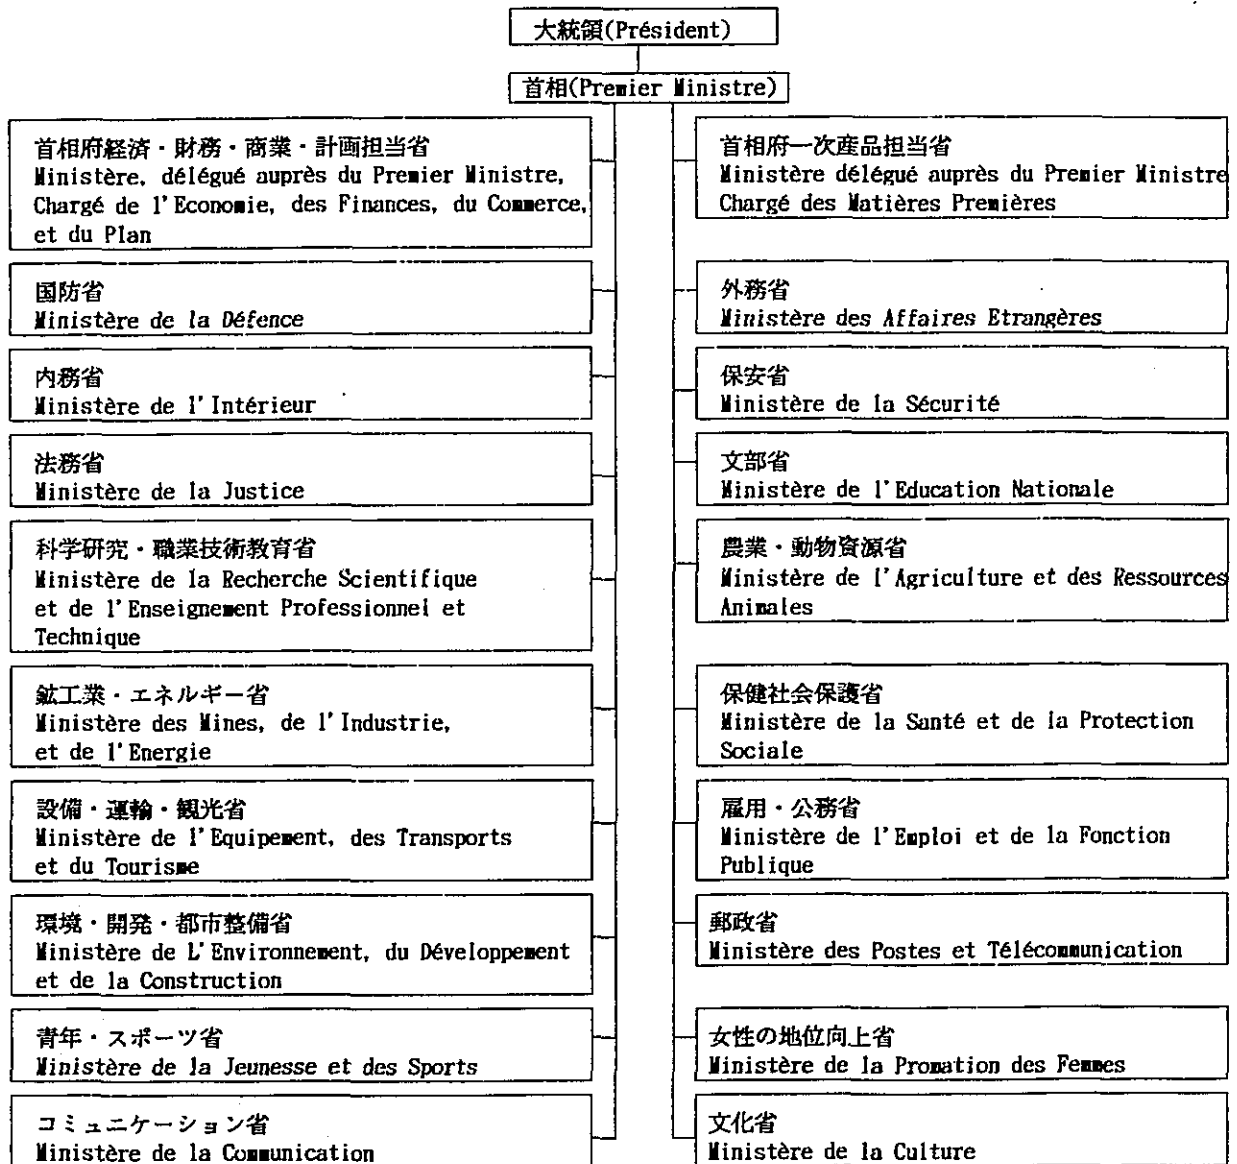 大統領(Président)
首相(Premier Ministre)
首相府経済・財務・商業・計画担当省
Ministère, délégué auprès du Premier Ministre,
Chargé de l'Economie, des Finances, du Commerce,
et du Plan
首相府一次産品担当省
Ministère délégué auprès du Premier Ministre
Chargé des Matières Premières
国防省
Ministère de la Défence
外務省
Ministère des Affaires Etrangères
内務省
Ministère de l'Intérieur
保安省
Ministère de la Sécurité
法務省
Ministère de la Justice
文部省
Ministère de l'Education Nationale
科学研究・職業技術教育省
Ministère de la Recherche Scientifique
et de l'Enseignement Professionnel et
Technique
農業・動物資源省
Ministère de l'Agriculture et des Ressources
Animales
鉱工業・エネルギー省
Ministère des Mines, de l'Industrie,
et de l'Energie
保健社会保護省
Ministère de la Santé et de la Protection
Sociale
設備・運輸・観光省
Ministère de l'Equipement, des Transports
et du Tourisme
雇用・公務省
Ministère de l'Emploi et de la Fonction
Publique
環境・開発・都市整備省
Ministère de L'Environnement, du Développement
et de la Construction
郵政省
Ministère des Postes et Télécommunication
青年・スポーツ省
Ministère de la Jeunesse et des Sports
女性の地位向上省
Ministère de la Promation des Femmes
コミュニケーション省
Ministère de la Communication
文化省
Ministère de la Culture